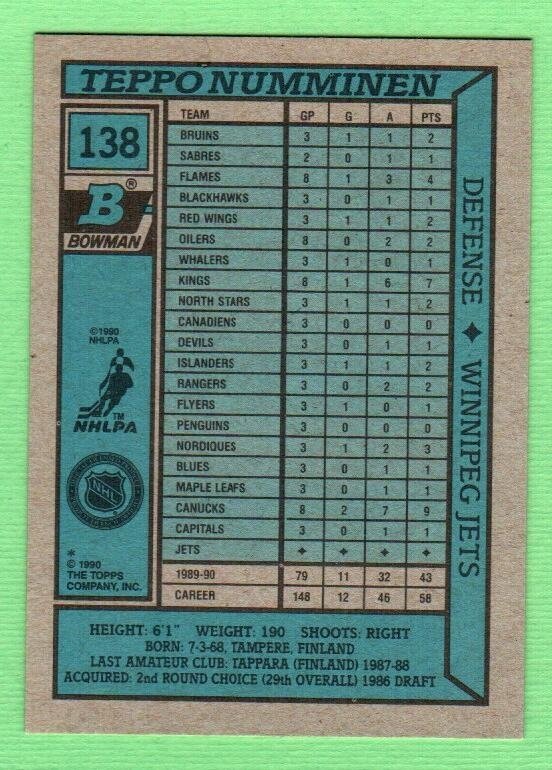 TEPPO NUMMINEN
138
B®
BOWMAN
©1990
NHLPA
TM
NHLPA
NHL
*
© 1990
THE TOPPS
COMPANY, INC.
TEAM GP G A PTS
BRUINS 3 1 1 2
SABRES 2 0 1 1
FLAMES 8 1 3 4
BLACKHAWKS 3 0 1 1
RED WINGS 3 1 1 2
OILERS 8 0 2 2
WHALERS 3 1 0 1
KINGS 8 1 6 7
NORTH STARS 3 1 1 2
CANADIENS 3 0 0 0
DEVILS 3 0 1 1
ISLANDERS 3 1 1 2
RANGERS 3 0 2 2
FLYERS 3 1 0 1
PENGUINS 3 0 0 0
NORDIQUES 3 1 2 3
BLUES 3 0 1 1
MAPLE LEAFS 3 0 1 1
CANUCKS 8 2 7 9
CAPITALS 3 0 1 1
JETS ✦ ✦ ✦ ✦
1989-90 79 11 32 43
CAREER 148 12 46 58
DEFENSE ✦ WINNIPEG JETS
HEIGHT: 6'1" WEIGHT: 190 SHOOTS: RIGHT
BORN: 7-3-68, TAMPERE, FINLAND
LAST AMATEUR CLUB: TAPPARA (FINLAND) 1987-88
ACQUIRED: 2nd ROUND CHOICE (29th OVERALL) 1986 DRAFT